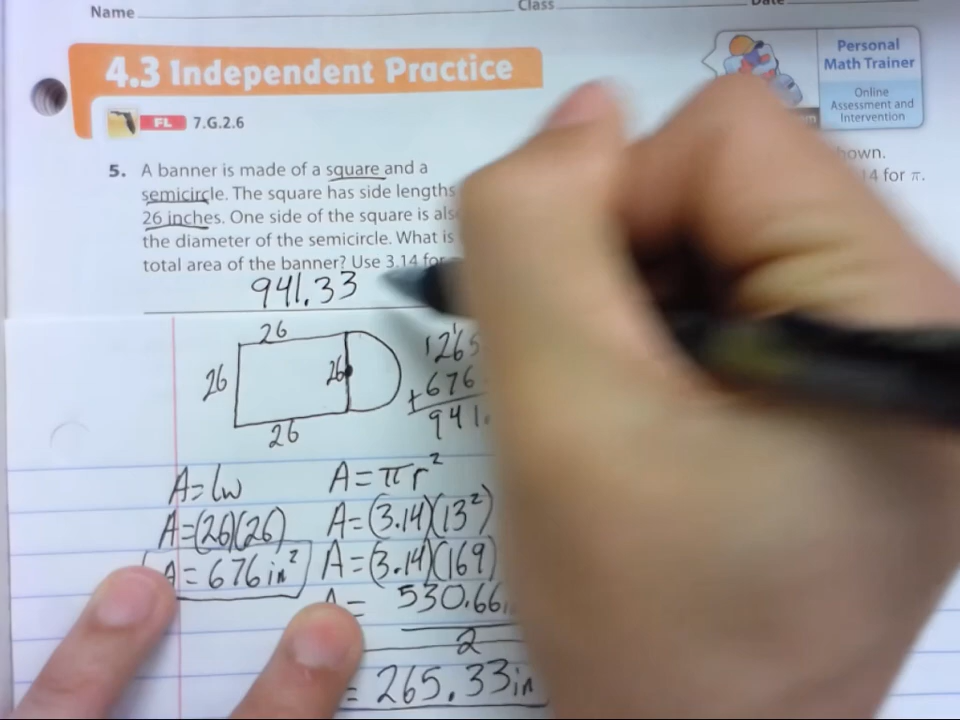 Name Class Date
4.3 Independent Practice
Personal
Math Trainer
Online
Assessment and
Intervention
FL 7.G.2.6
5. A banner is made of a square and a
semicircle. The square has side lengths
26 inches. One side of the square is
the diameter of the semicircle. What is
total area of the banner? Use 3.14 for
14 for π.
941.33
26
26
26
26
+676
A=lw
A=(26)(26)
A=676in²
A=πr²
A=(3.14)(13²)
A=(3.14)(169)
530.66
2
= 265.33in